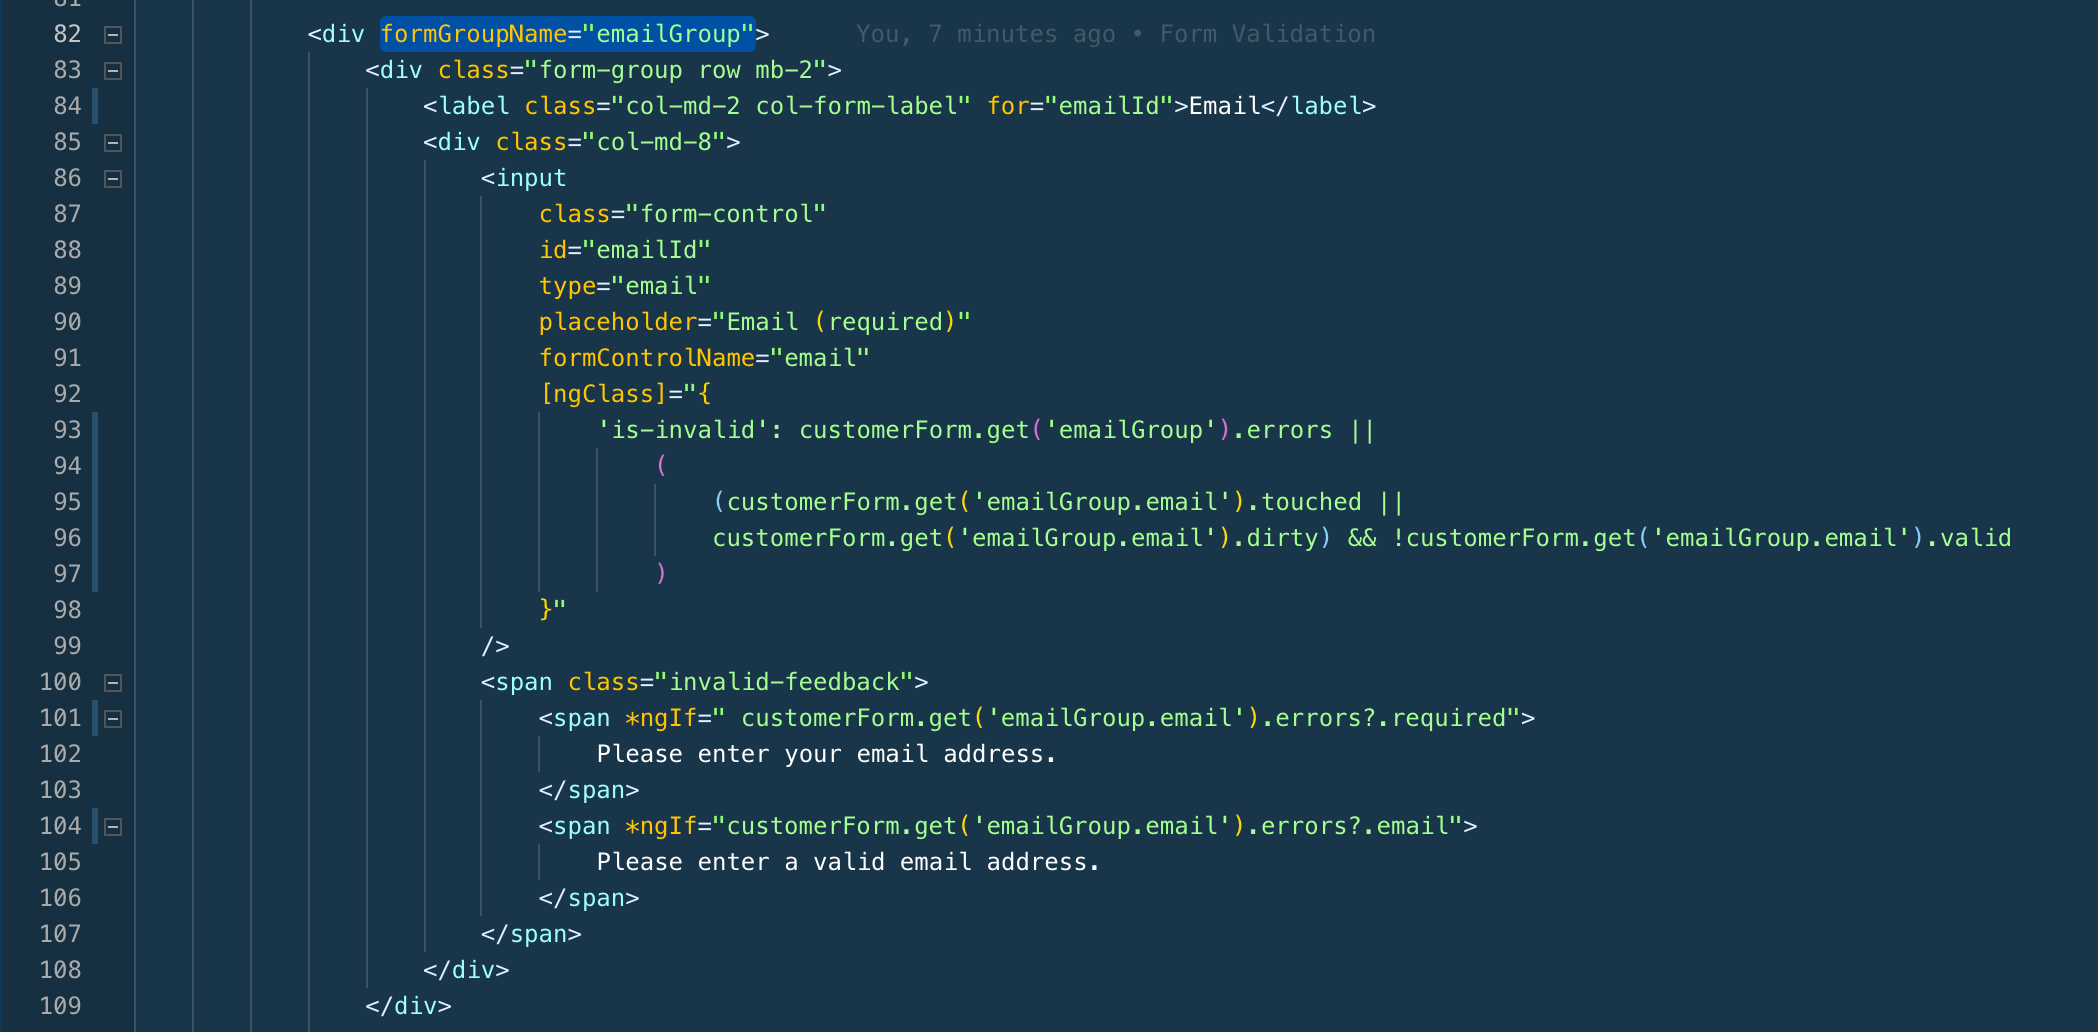 81
82 <div formGroupName="emailGroup"> You, 7 minutes ago • Form Validation
83 <div class="form-group row mb-2">
84 <label class="col-md-2 col-form-label" for="emailId">Email</label>
85 <div class="col-md-8">
86 <input
87 class="form-control"
88 id="emailId"
89 type="email"
90 placeholder="Email (required)"
91 formControlName="email"
92 [ngClass]="{
93 'is-invalid': customerForm.get('emailGroup').errors ||
94 (
95 (customerForm.get('emailGroup.email').touched ||
96 customerForm.get('emailGroup.email').dirty) && !customerForm.get('emailGroup.email').valid
97 )
98 }"
99 />
100 <span class="invalid-feedback">
101 <span *ngIf=" customerForm.get('emailGroup.email').errors?.required">
102 Please enter your email address.
103 </span>
104 <span *ngIf="customerForm.get('emailGroup.email').errors?.email">
105 Please enter a valid email address.
106 </span>
107 </span>
108 </div>
109 </div>